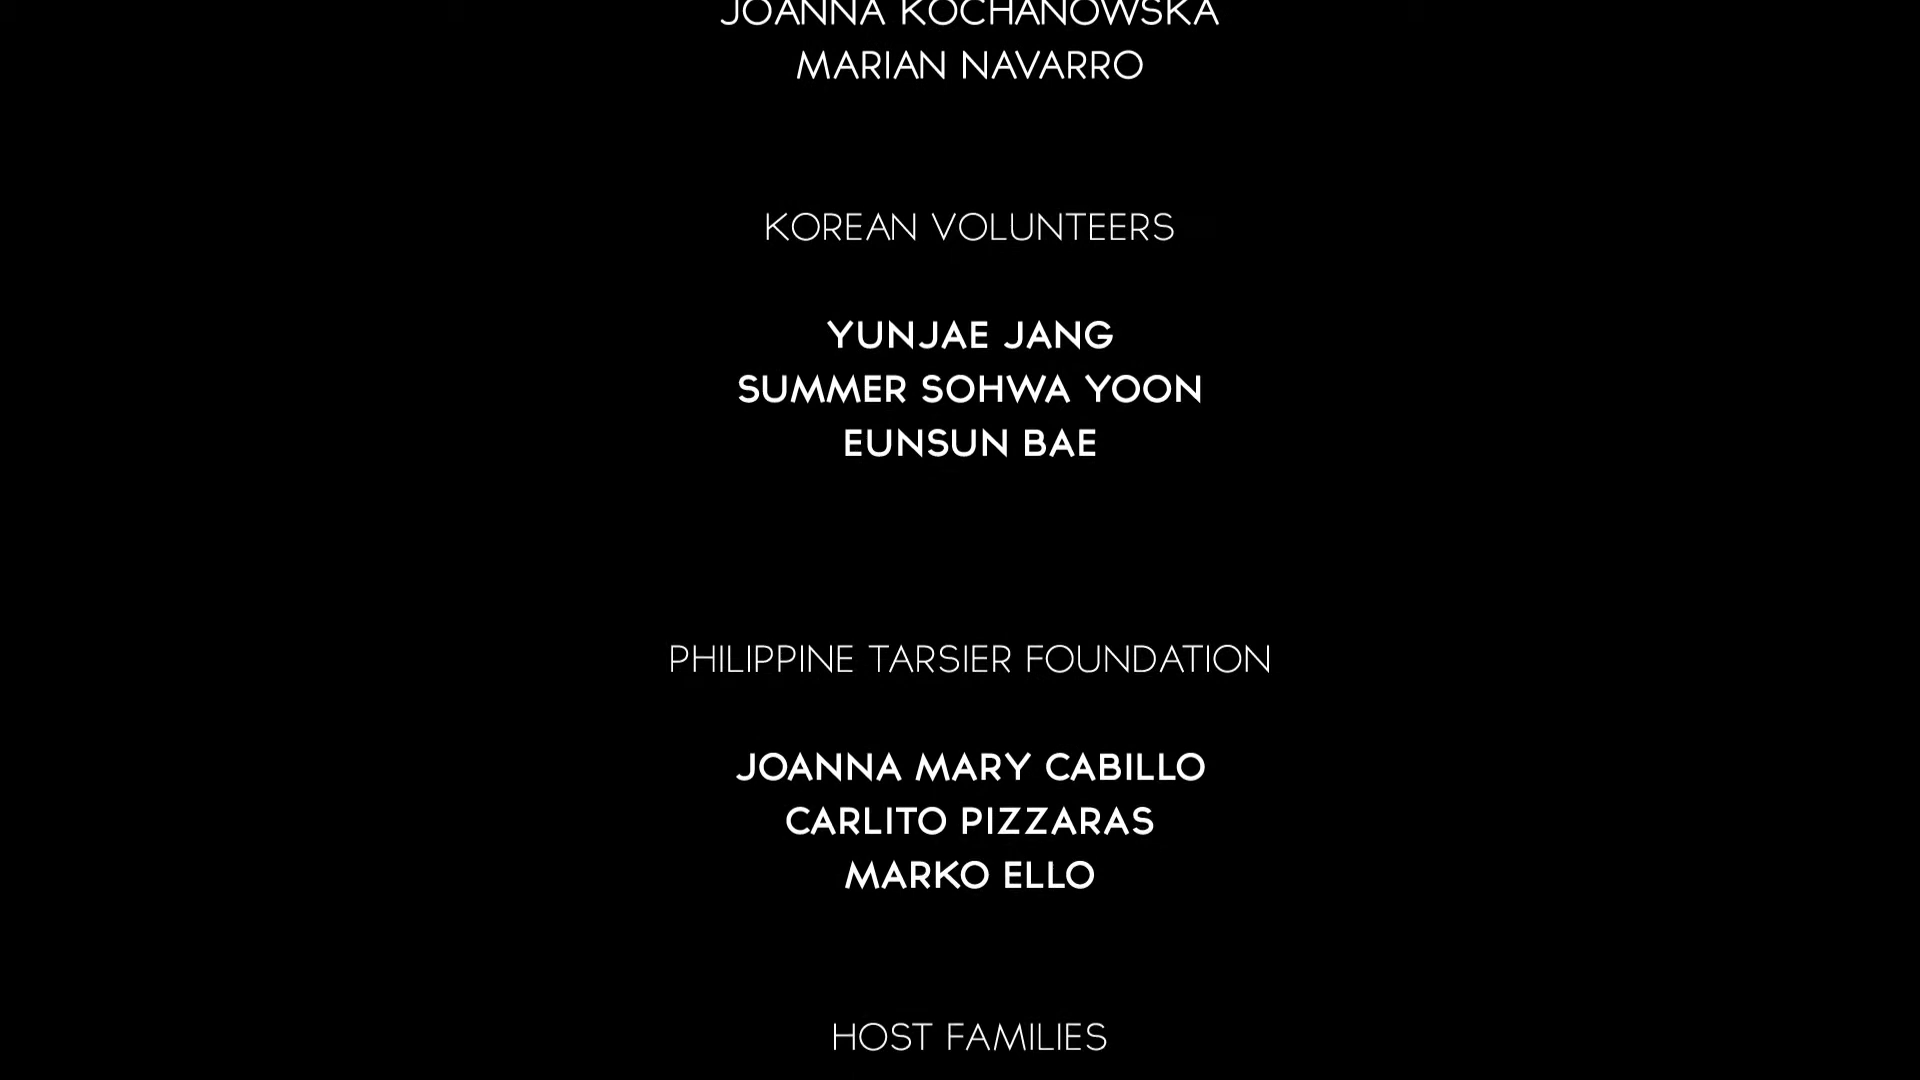 JOANNA KOCHANOWSKA
MARIAN NAVARRO
KOREAN VOLUNTEERS
YUNJAE JANG
SUMMER SOHWA YOON
EUNSUN BAE
PHILIPPINE TARSIER FOUNDATION
JOANNA MARY CABILLO
CARLITO PIZZARAS
MARKO ELLO
HOST FAMILIES